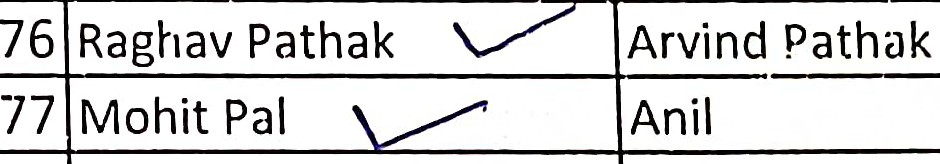 76 Raghav Pathak Arvind Pathak
77 Mohit Pal Anil